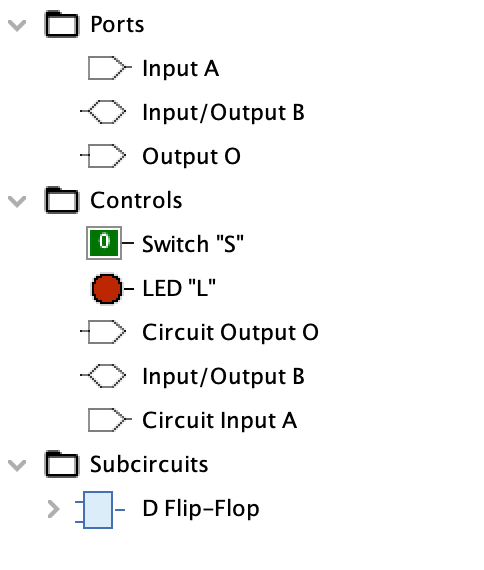 Ports
Input A
Input/Output B
Output O
Controls
0 Switch "S"
LED "L"
Circuit Output O
Input/Output B
Circuit Input A
Subcircuits
D Flip-Flop